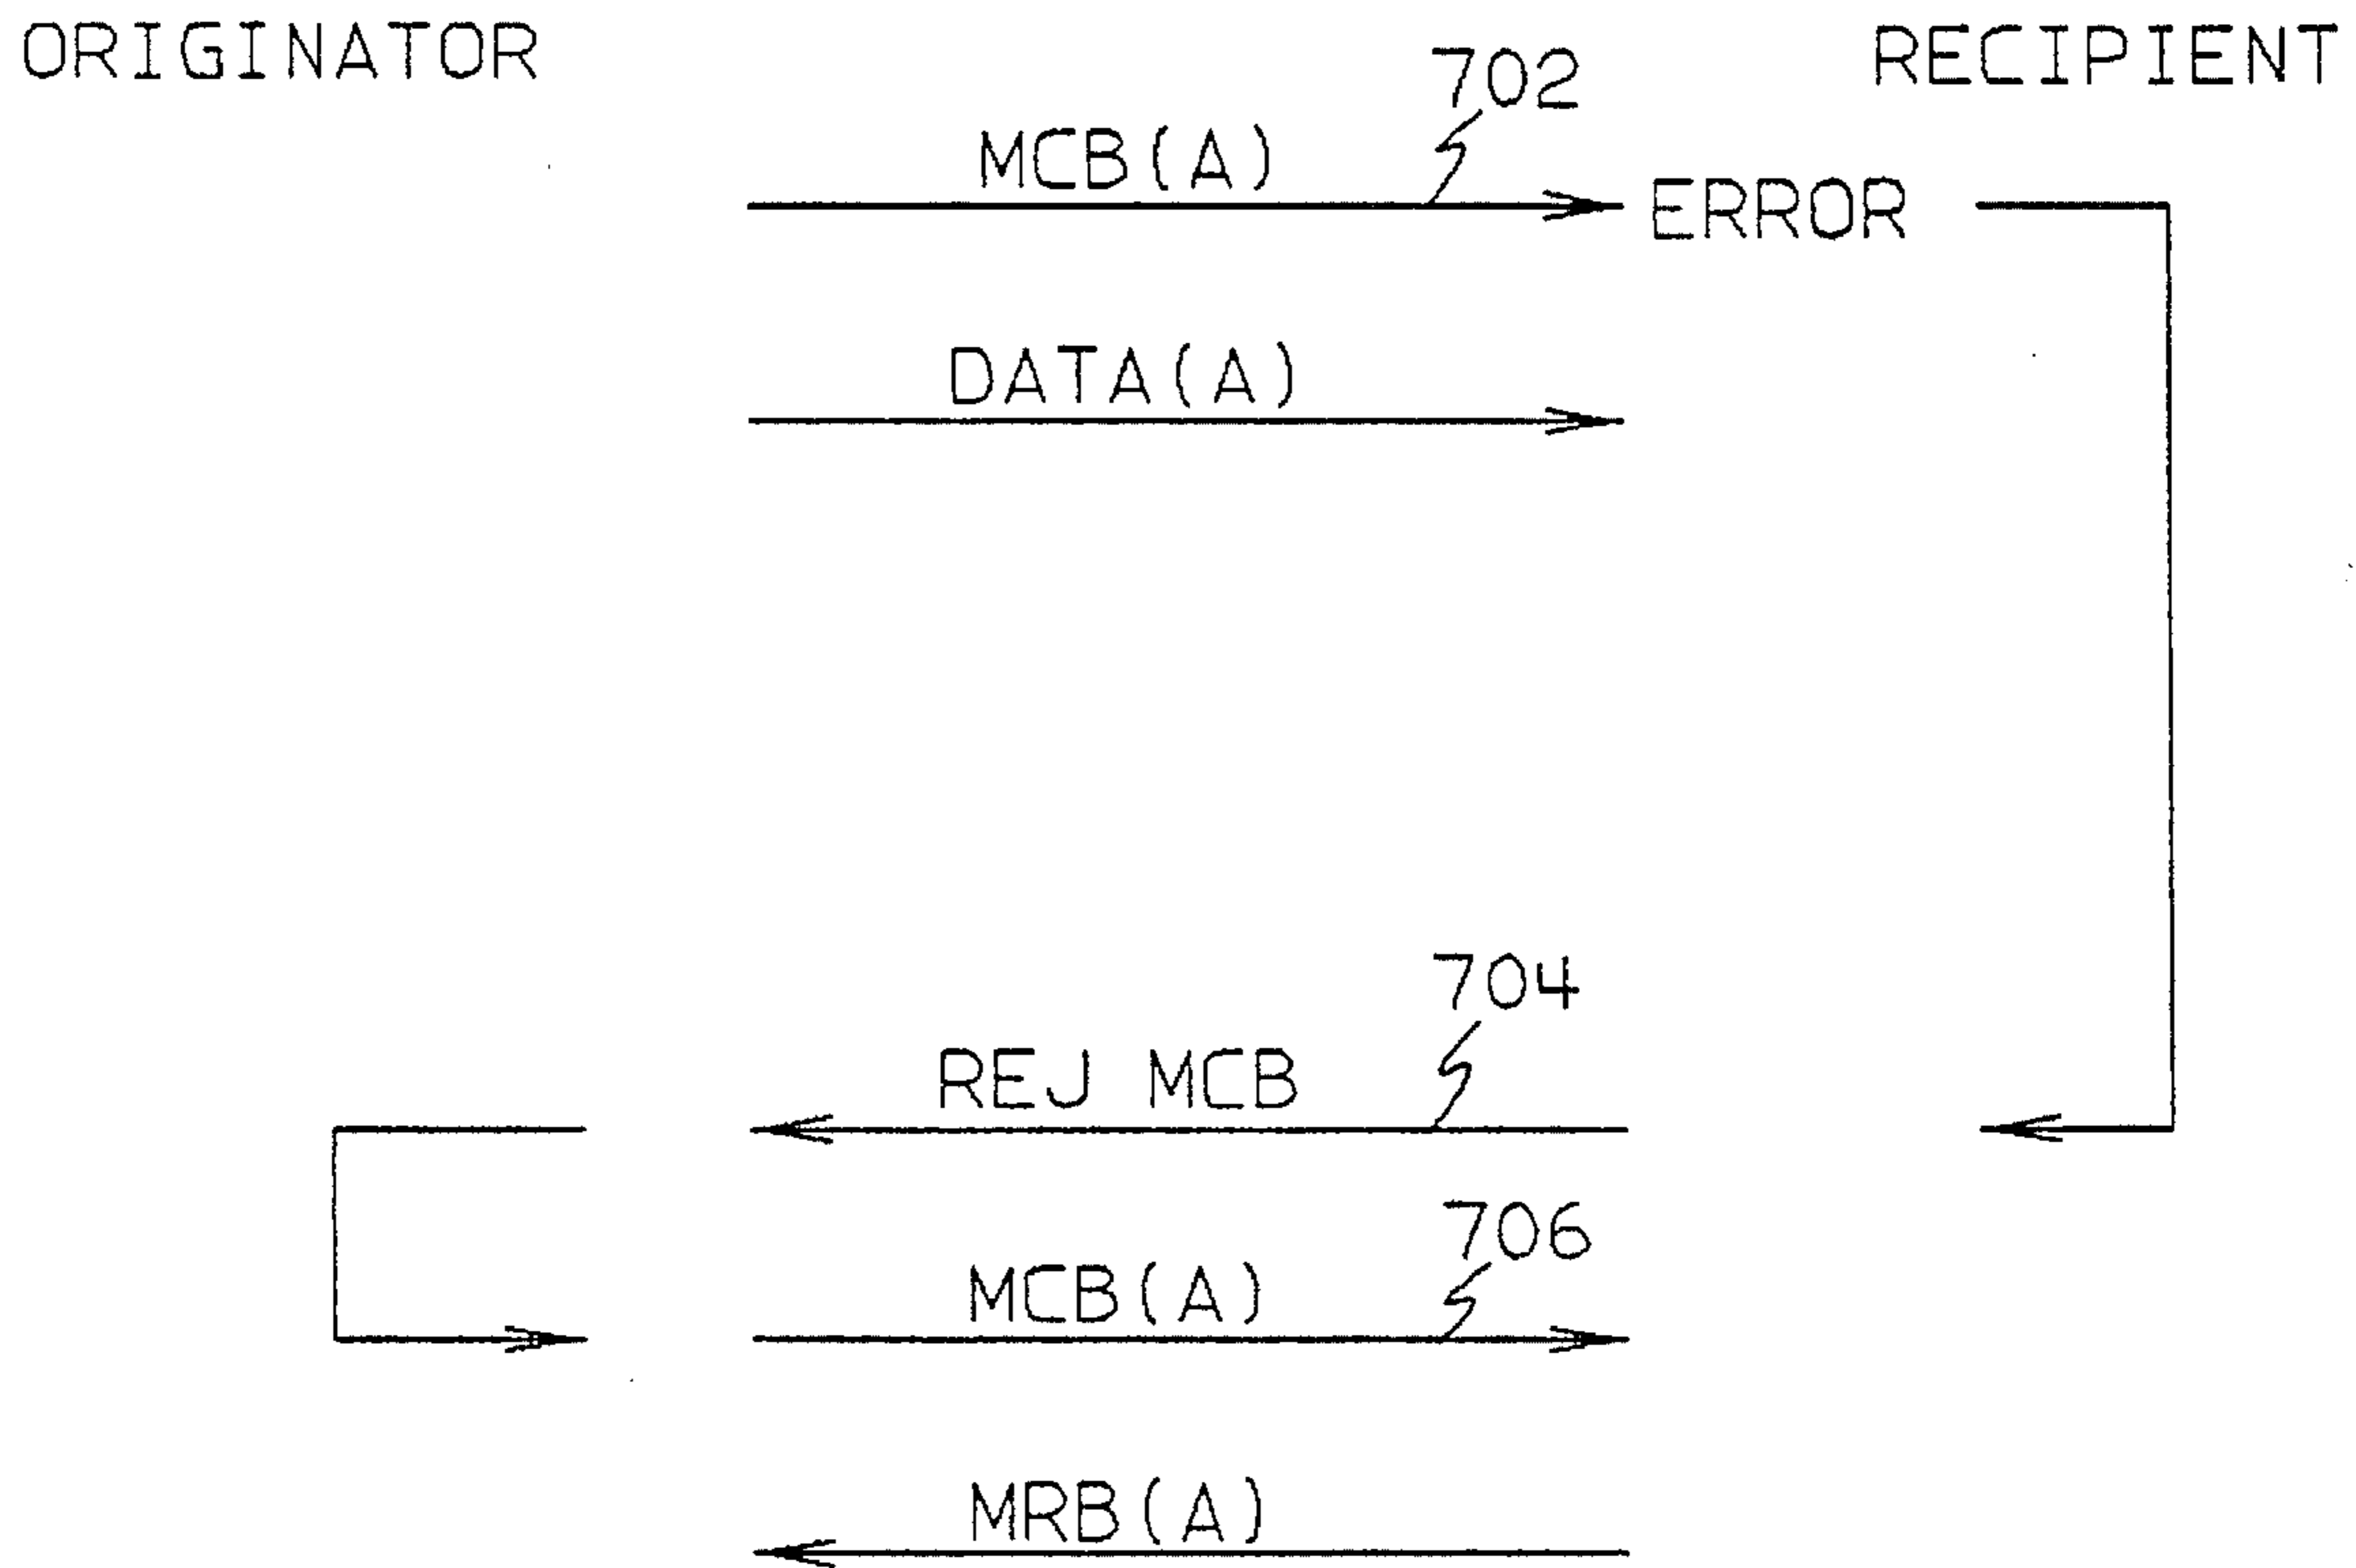 ORIGINATOR RECIPIENT
702
MCB(A)
ERROR
DATA(A)
704
REJ MCB
706
MCB(A)
MRB(A)